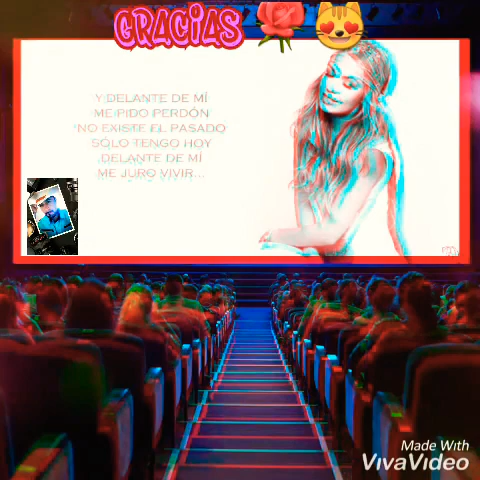 GRACIAS
Y DELANTE DE MÍ
ME PIDO PERDÓN
NO EXISTE EL PASADO
SÓLO TENGO HOY
DELANTE DE MÍ
ME JURO VIVIR...
Made With
VivaVideo